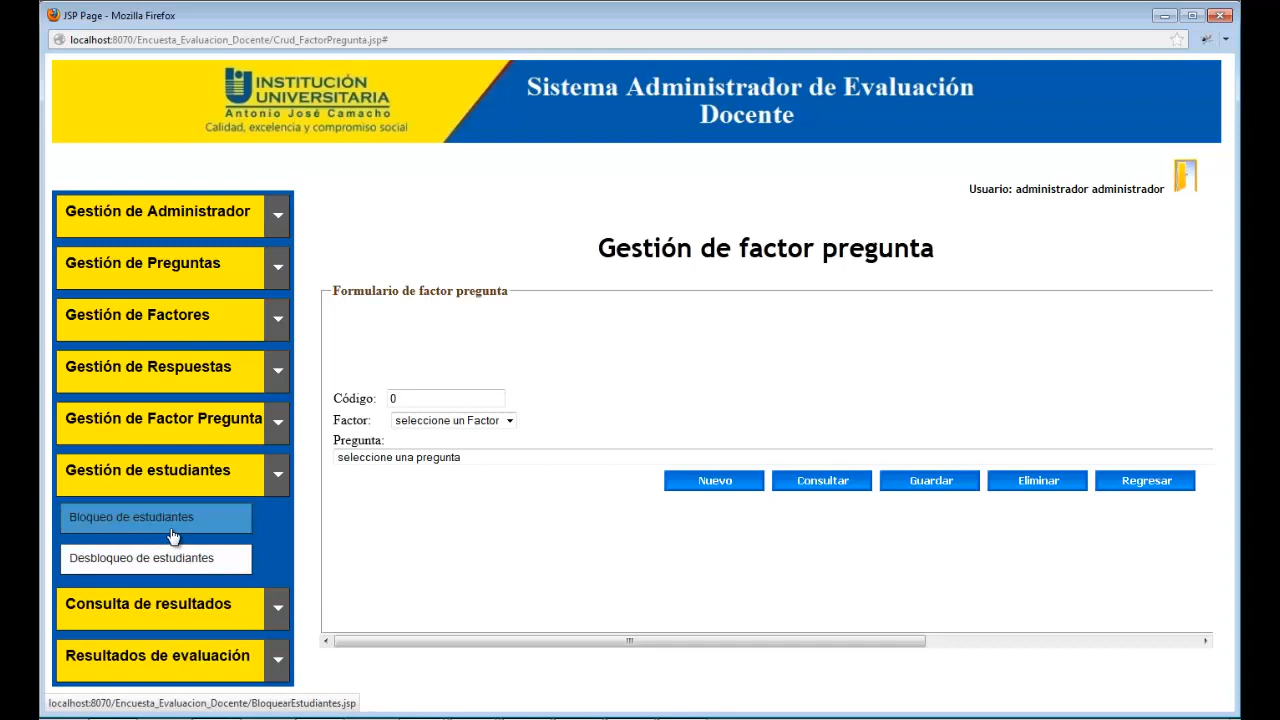 JSP Page - Mozilla Firefox
localhost:8070/Encuesta_Evaluacion_Docente/Crud_FactorPregunta.jsp#
INSTITUCIÓN
UNIVERSITARIA
Antonio José Camacho
Calidad, excelencia y compromiso social
Sistema Administrador de Evaluación
Docente
Usuario: administrador administrador
Gestión de Administrador
Gestión de Preguntas
Gestión de Factores
Gestión de Respuestas
Gestión de Factor Pregunta
Gestión de estudiantes
Bloqueo de estudiantes
Desbloqueo de estudiantes
Consulta de resultados
Resultados de evaluación
Gestión de factor pregunta
Formulario de factor pregunta
Código: 0
Factor: seleccione un Factor
Pregunta:
seleccione una pregunta
Nuevo Consultar Guardar Eliminar Regresar
localhost:8070/Encuesta_Evaluacion_Docente/BloquearEstudiantes.jsp